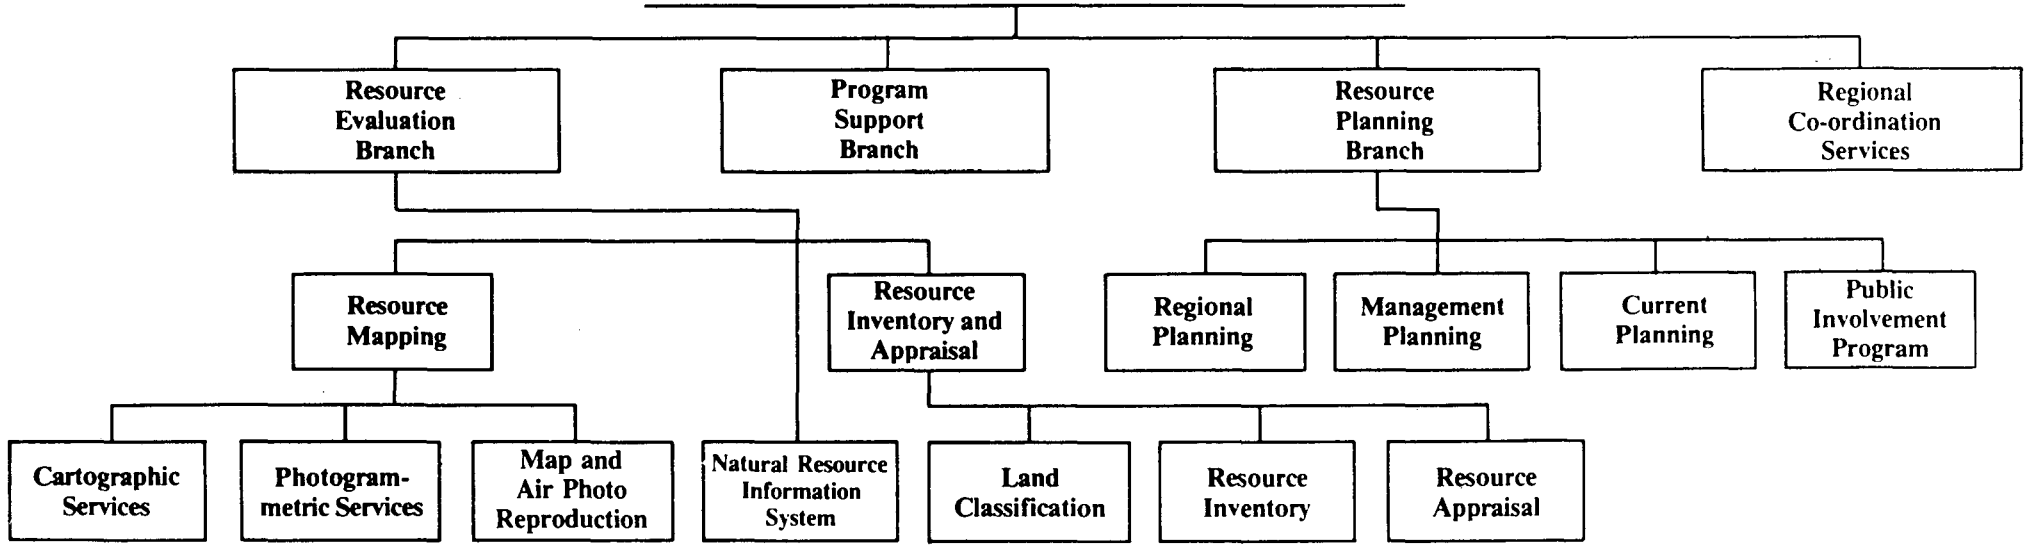 Resource
Evaluation
Branch
Program
Support
Branch
Resource
Planning
Branch
Regional
Co-ordination
Services
Resource
Mapping
Resource
Inventory and
Appraisal
Regional
Planning
Management
Planning
Current
Planning
Public
Involvement
Program
Cartographic
Services
Photogram-
metric Services
Map and
Air Photo
Reproduction
Natural Resource
Information
System
Land
Classification
Resource
Inventory
Resource
Appraisal